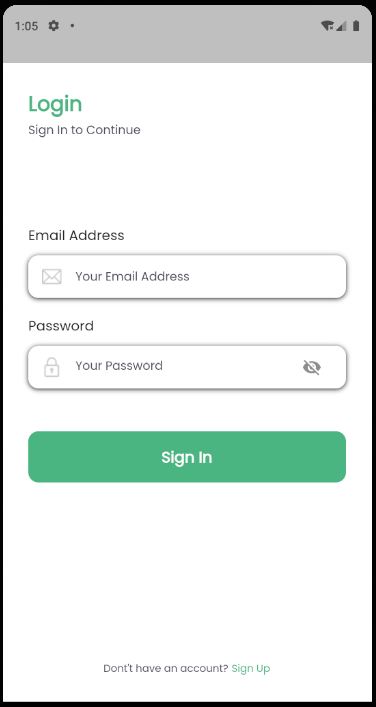 1:05
Login
Sign In to Continue
Email Address
Your Email Address
Password
Your Password
Sign In
Dont't have an account? Sign Up